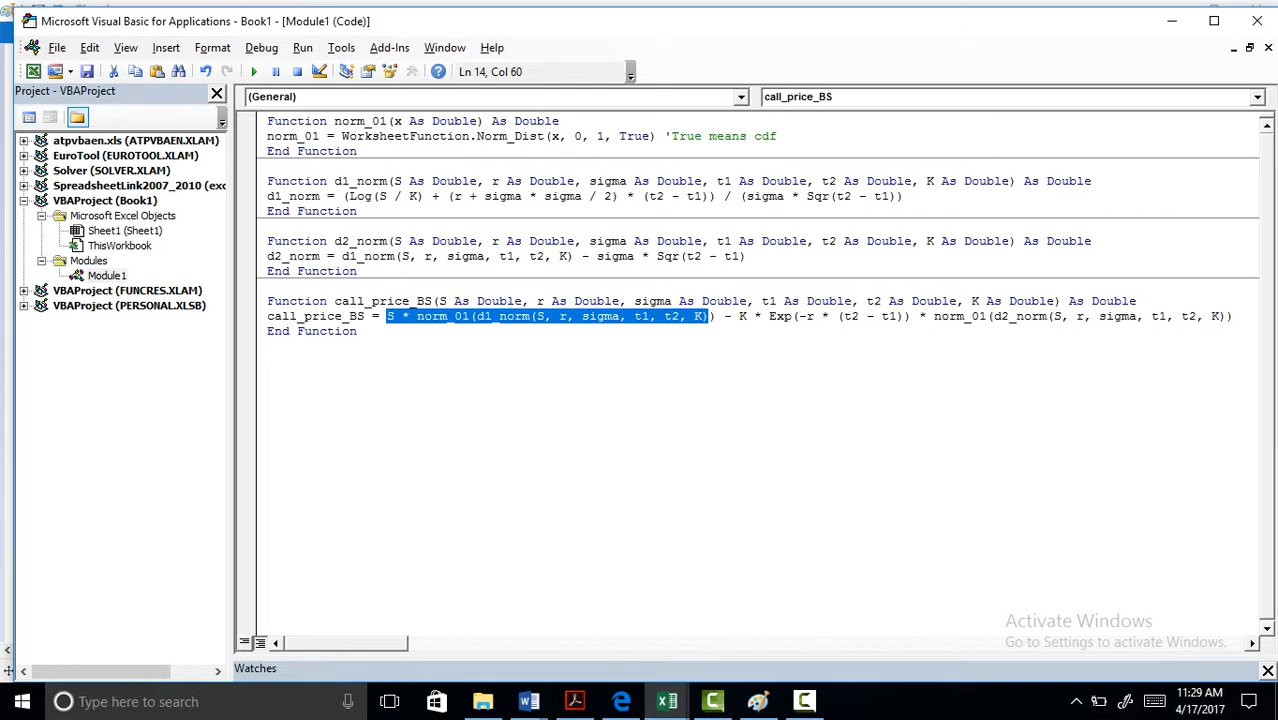 Microsoft Visual Basic for Applications - Book1 - [Module1 (Code)]
File Edit View Insert Format Debug Run Tools Add-Ins Window Help
Ln 14, Col 60
Project - VBAProject
(General)
call_price_BS
atpvbaen.xls (ATPVBAEN.XLAM)
EuroTool (EUROTOOL.XLAM)
Solver (SOLVER.XLAM)
SpreadsheetLink2007_2010 (exc
VBAProject (Book1)
Microsoft Excel Objects
Sheet1 (Sheet1)
ThisWorkbook
Modules
Module1
VBAProject (FUNCRES.XLAM)
VBAProject (PERSONAL.XLSB)
Function norm_01(x As Double) As Double
norm_01 = WorksheetFunction.Norm_Dist(x, 0, 1, True) 'True means cdf
End Function
Function d1_norm(S As Double, r As Double, sigma As Double, t1 As Double, t2 As Double, K As Double) As Double
d1_norm = (Log(S / K) + (r + sigma * sigma / 2) * (t2 - t1)) / (sigma * Sqr(t2 - t1))
End Function
Function d2_norm(S As Double, r As Double, sigma As Double, t1 As Double, t2 As Double, K As Double) As Double
d2_norm = d1_norm(S, r, sigma, t1, t2, K) - sigma * Sqr(t2 - t1)
End Function
Function call_price_BS(S As Double, r As Double, sigma As Double, t1 As Double, t2 As Double, K As Double) As Double
call_price_BS = S * norm_01(d1_norm(S, r, sigma, t1, t2, K)) - K * Exp(-r * (t2 - t1)) * norm_01(d2_norm(S, r, sigma, t1, t2, K))
End Function
Activate Windows
Go to Settings to activate Windows.
Watches
Type here to search
11:29 AM
4/17/2017